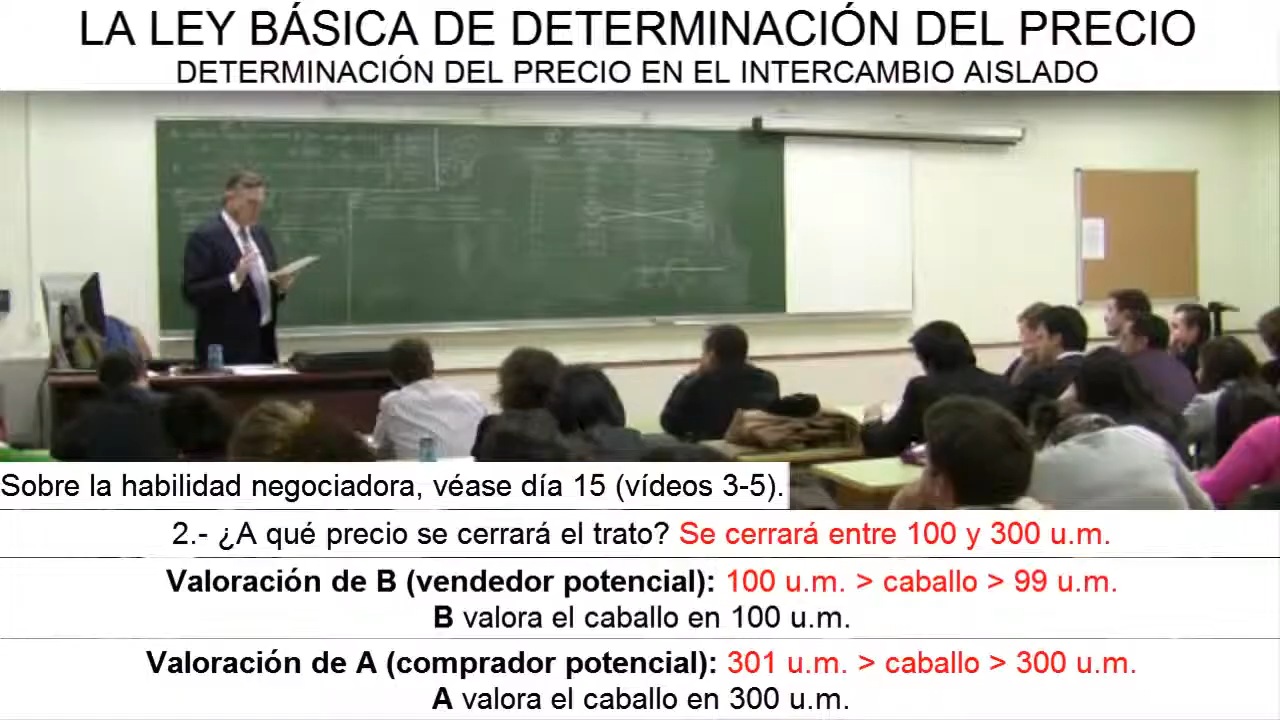 LA LEY BÁSICA DE DETERMINACIÓN DEL PRECIO
DETERMINACIÓN DEL PRECIO EN EL INTERCAMBIO AISLADO
Sobre la habilidad negociadora, véase día 15 (vídeos 3-5).
2.- ¿A qué precio se cerrará el trato? Se cerrará entre 100 y 300 u.m.
Valoración de B (vendedor potencial): 100 u.m. > caballo > 99 u.m.
B valora el caballo en 100 u.m.
Valoración de A (comprador potencial): 301 u.m. > caballo > 300 u.m.
A valora el caballo en 300 u.m.